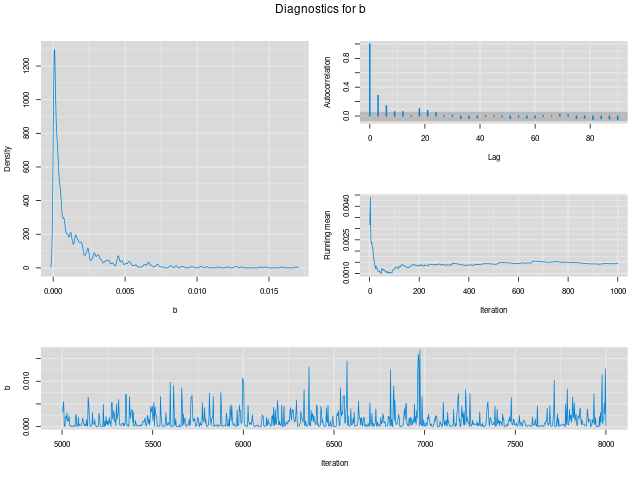 Diagnostics for b
Density
0 200 400 600 800 1000 1200
0.000 0.005 0.010 0.015
b
Autocorrelation
0.0 0.4 0.8
0 20 40 60 80
Lag
Running mean
0.0010 0.0025 0.0040
0 200 400 600 800 1000
Iteration
b
0.000 0.010
5000 5500 6000 6500 7000 7500 8000
Iteration